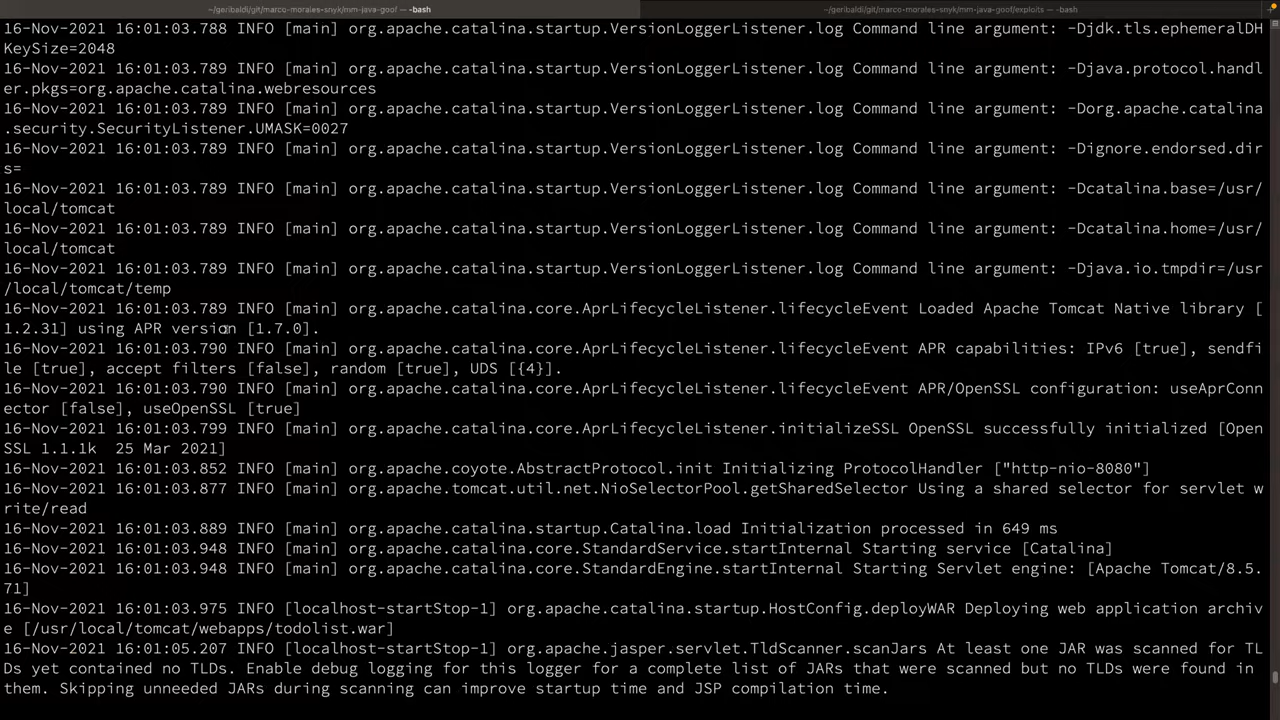 ~/geribaldi/git/marco-morales-snyk/mm-java-goof — -bash
~/geribaldi/git/marco-morales-snyk/mm-java-goof/exploits — -bash
16-Nov-2021 16:01:03.788 INFO [main] org.apache.catalina.startup.VersionLoggerListener.log Command line argument: -Djdk.tls.ephemeralDH
KeySize=2048
16-Nov-2021 16:01:03.789 INFO [main] org.apache.catalina.startup.VersionLoggerListener.log Command line argument: -Djava.protocol.handl
er.pkgs=org.apache.catalina.webresources
16-Nov-2021 16:01:03.789 INFO [main] org.apache.catalina.startup.VersionLoggerListener.log Command line argument: -Dorg.apache.catalina
.security.SecurityListener.UMASK=0027
16-Nov-2021 16:01:03.789 INFO [main] org.apache.catalina.startup.VersionLoggerListener.log Command line argument: -Dignore.endorsed.dir
s=
16-Nov-2021 16:01:03.789 INFO [main] org.apache.catalina.startup.VersionLoggerListener.log Command line argument: -Dcatalina.base=/usr/
local/tomcat
16-Nov-2021 16:01:03.789 INFO [main] org.apache.catalina.startup.VersionLoggerListener.log Command line argument: -Dcatalina.home=/usr/
local/tomcat
16-Nov-2021 16:01:03.789 INFO [main] org.apache.catalina.startup.VersionLoggerListener.log Command line argument: -Djava.io.tmpdir=/usr
/local/tomcat/temp
16-Nov-2021 16:01:03.789 INFO [main] org.apache.catalina.core.AprLifecycleListener.lifecycleEvent Loaded Apache Tomcat Native library [
1.2.31] using APR version [1.7.0].
16-Nov-2021 16:01:03.790 INFO [main] org.apache.catalina.core.AprLifecycleListener.lifecycleEvent APR capabilities: IPv6 [true], sendfi
le [true], accept filters [false], random [true], UDS [{4}].
16-Nov-2021 16:01:03.790 INFO [main] org.apache.catalina.core.AprLifecycleListener.lifecycleEvent APR/OpenSSL configuration: useAprConn
ector [false], useOpenSSL [true]
16-Nov-2021 16:01:03.799 INFO [main] org.apache.catalina.core.AprLifecycleListener.initializeSSL OpenSSL successfully initialized [Open
SSL 1.1.1k  25 Mar 2021]
16-Nov-2021 16:01:03.852 INFO [main] org.apache.coyote.AbstractProtocol.init Initializing ProtocolHandler ["http-nio-8080"]
16-Nov-2021 16:01:03.877 INFO [main] org.apache.tomcat.util.net.NioSelectorPool.getSharedSelector Using a shared selector for servlet w
rite/read
16-Nov-2021 16:01:03.889 INFO [main] org.apache.catalina.startup.Catalina.load Initialization processed in 649 ms
16-Nov-2021 16:01:03.948 INFO [main] org.apache.catalina.core.StandardService.startInternal Starting service [Catalina]
16-Nov-2021 16:01:03.948 INFO [main] org.apache.catalina.core.StandardEngine.startInternal Starting Servlet engine: [Apache Tomcat/8.5.
71]
16-Nov-2021 16:01:03.975 INFO [localhost-startStop-1] org.apache.catalina.startup.HostConfig.deployWAR Deploying web application archiv
e [/usr/local/tomcat/webapps/todolist.war]
16-Nov-2021 16:01:05.207 INFO [localhost-startStop-1] org.apache.jasper.servlet.TldScanner.scanJars At least one JAR was scanned for TL
Ds yet contained no TLDs. Enable debug logging for this logger for a complete list of JARs that were scanned but no TLDs were found in
them. Skipping unneeded JARs during scanning can improve startup time and JSP compilation time.